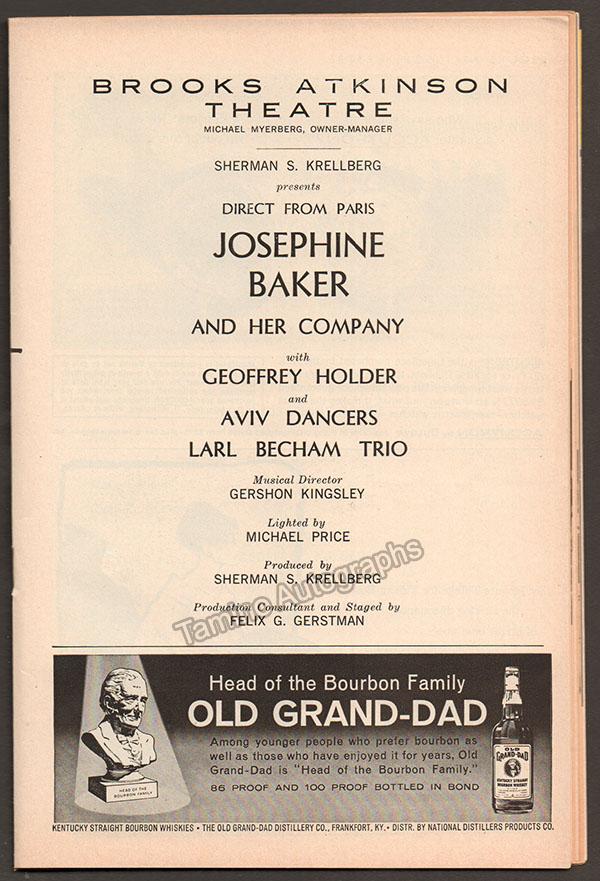 BROOKS ATKINSON
THEATRE
MICHAEL MYERBERG, OWNER-MANAGER
SHERMAN S. KRELLBERG
presents
DIRECT FROM PARIS
JOSEPHINE
BAKER
AND HER COMPANY
with
GEOFFREY HOLDER
and
AVIV DANCERS
LARL BECHAM TRIO
Musical Director
GERSHON KINGSLEY
Lighted by
MICHAEL PRICE
Produced by
SHERMAN S. KRELLBERG
Production Consultant and Staged by
FELIX G. GERSTMAN
Tamino Autographs
Head of the Bourbon Family
OLD GRAND-DAD
Among younger people who prefer bourbon as
well as those who have enjoyed it for years, Old
Grand-Dad is "Head of the Bourbon Family."
86 PROOF AND 100 PROOF BOTTLED IN BOND
HEAD OF THE
BOURBON FAMILY
OLD
GRAND-DAD
KENTUCKY STRAIGHT
BOURBON WHISKEY
KENTUCKY STRAIGHT BOURBON WHISKIES • THE OLD GRAND-DAD DISTILLERY CO., FRANKFORT, KY. • DISTR. BY NATIONAL DISTILLERS PRODUCTS CO.